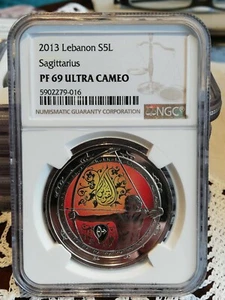 2013 Lebanon S5L
Sagittarius
PF 69 ULTRA CAMEO
5902279-016
NUMISMATIC GUARANTY CORPORATION
NGC